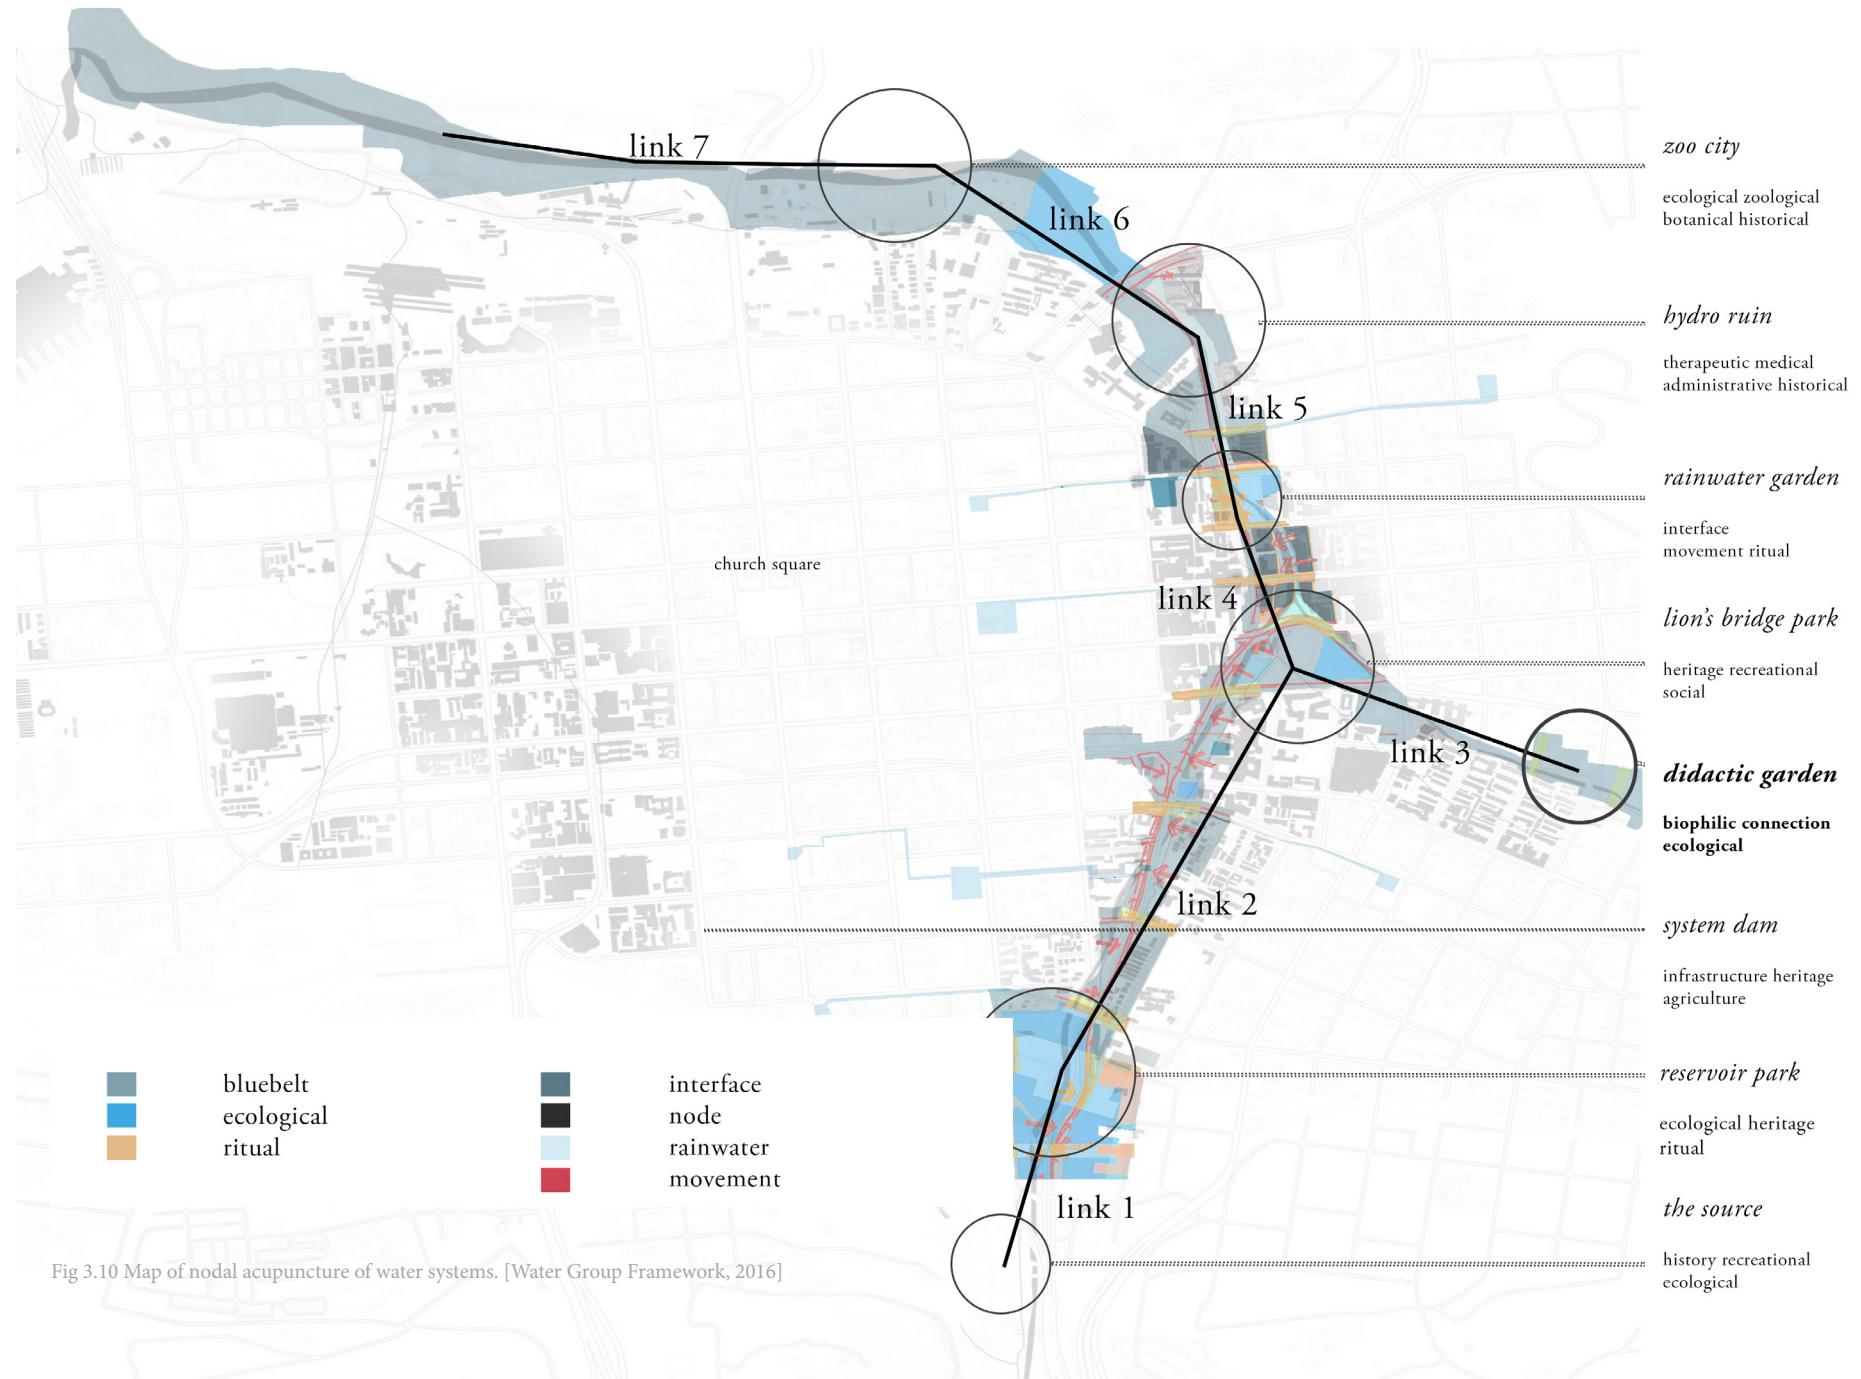 link 7
link 6
link 5
link 4
link 3
link 2
link 1
church square
zoo city
ecological zoological
botanical historical
hydro ruin
therapeutic medical
administrative historical
rainwater garden
interface
movement ritual
lion's bridge park
heritage recreational
social
didactic garden
biophilic connection
ecological
system dam
infrastructure heritage
agriculture
reservoir park
ecological heritage
ritual
the source
history recreational
ecological
bluebelt
ecological
ritual
interface
node
rainwater
movement
Fig 3.10 Map of nodal acupuncture of water systems. [Water Group Framework, 2016]